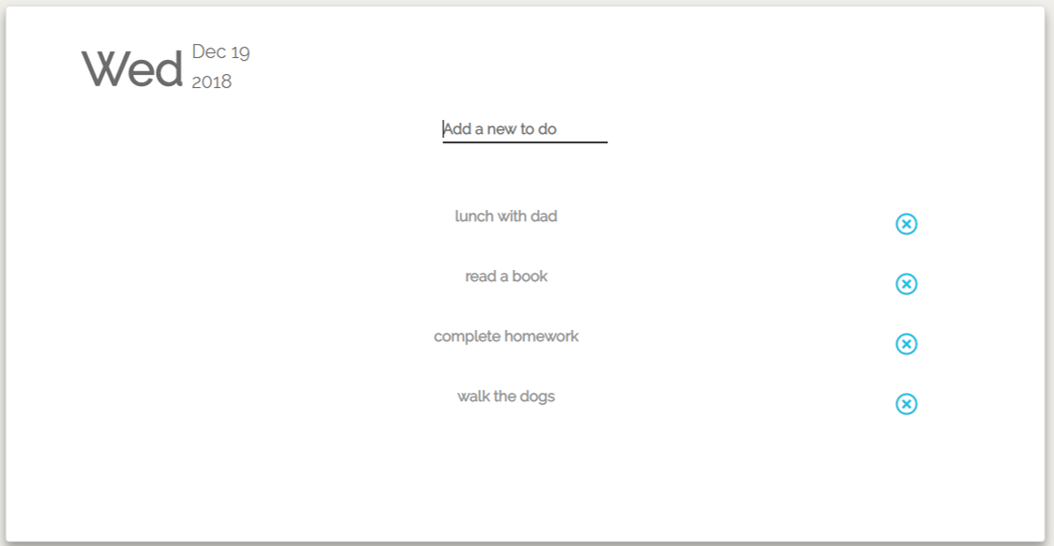 Wed
Dec 19
2018
Add a new to do
lunch with dad
read a book
complete homework
walk the dogs